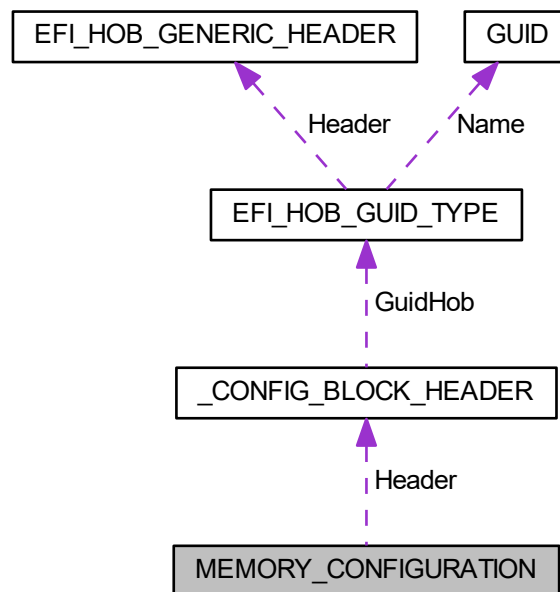 EFI_HOB_GENERIC_HEADER
GUID
Header
Name
EFI_HOB_GUID_TYPE
GuidHob
_CONFIG_BLOCK_HEADER
Header
MEMORY_CONFIGURATION